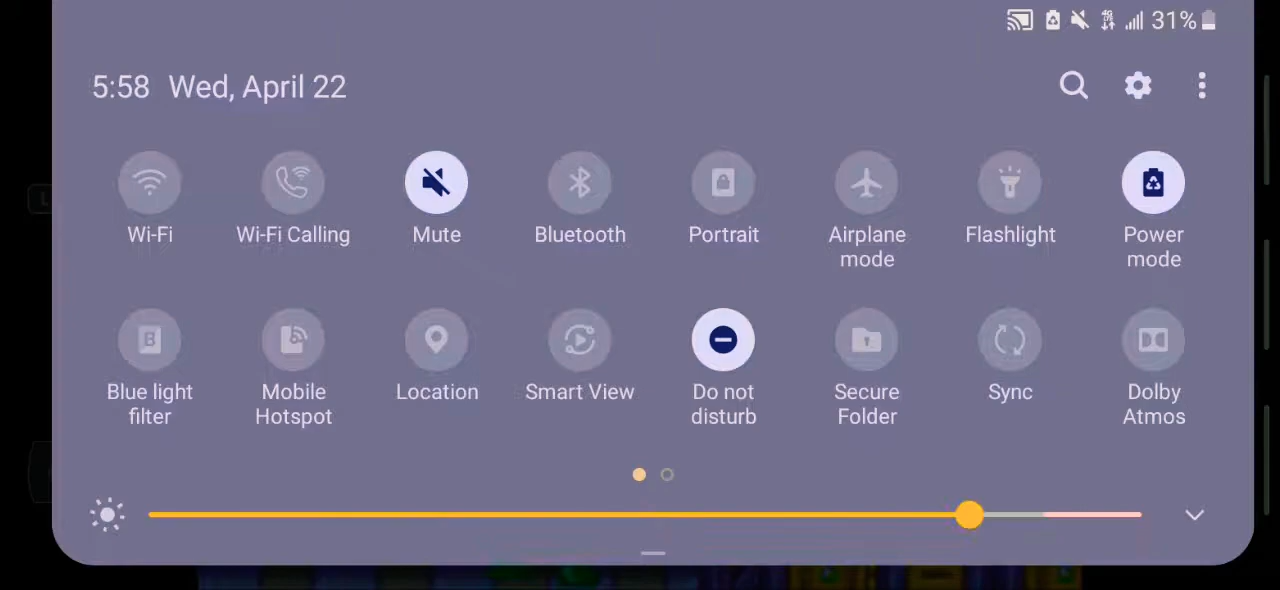 31%
5:58 Wed, April 22
Wi-Fi
Wi-Fi Calling
Mute
Bluetooth
Portrait
Airplane
mode
Flashlight
Power
mode
Blue light
filter
Mobile
Hotspot
Location
Smart View
Do not
disturb
Secure
Folder
Sync
Dolby
Atmos